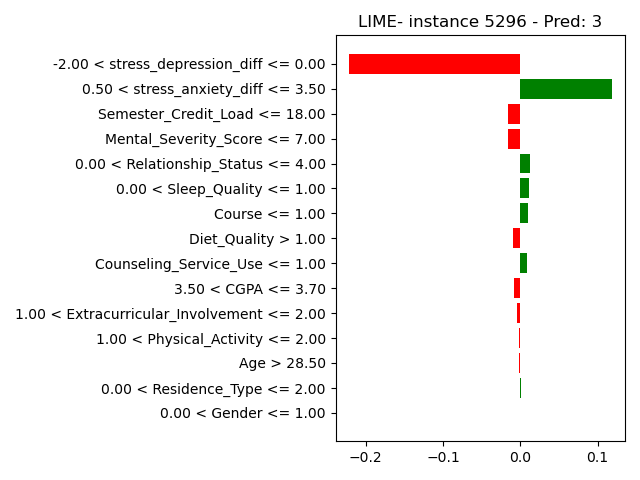 LIME- instance 5296 - Pred: 3
-2.00 < stress_depression_diff <= 0.00
0.50 < stress_anxiety_diff <= 3.50
Semester_Credit_Load <= 18.00
Mental_Severity_Score <= 7.00
0.00 < Relationship_Status <= 4.00
0.00 < Sleep_Quality <= 1.00
Course <= 1.00
Diet_Quality > 1.00
Counseling_Service_Use <= 1.00
3.50 < CGPA <= 3.70
1.00 < Extracurricular_Involvement <= 2.00
1.00 < Physical_Activity <= 2.00
Age > 28.50
0.00 < Residence_Type <= 2.00
0.00 < Gender <= 1.00
−0.2 −0.1 0.0 0.1